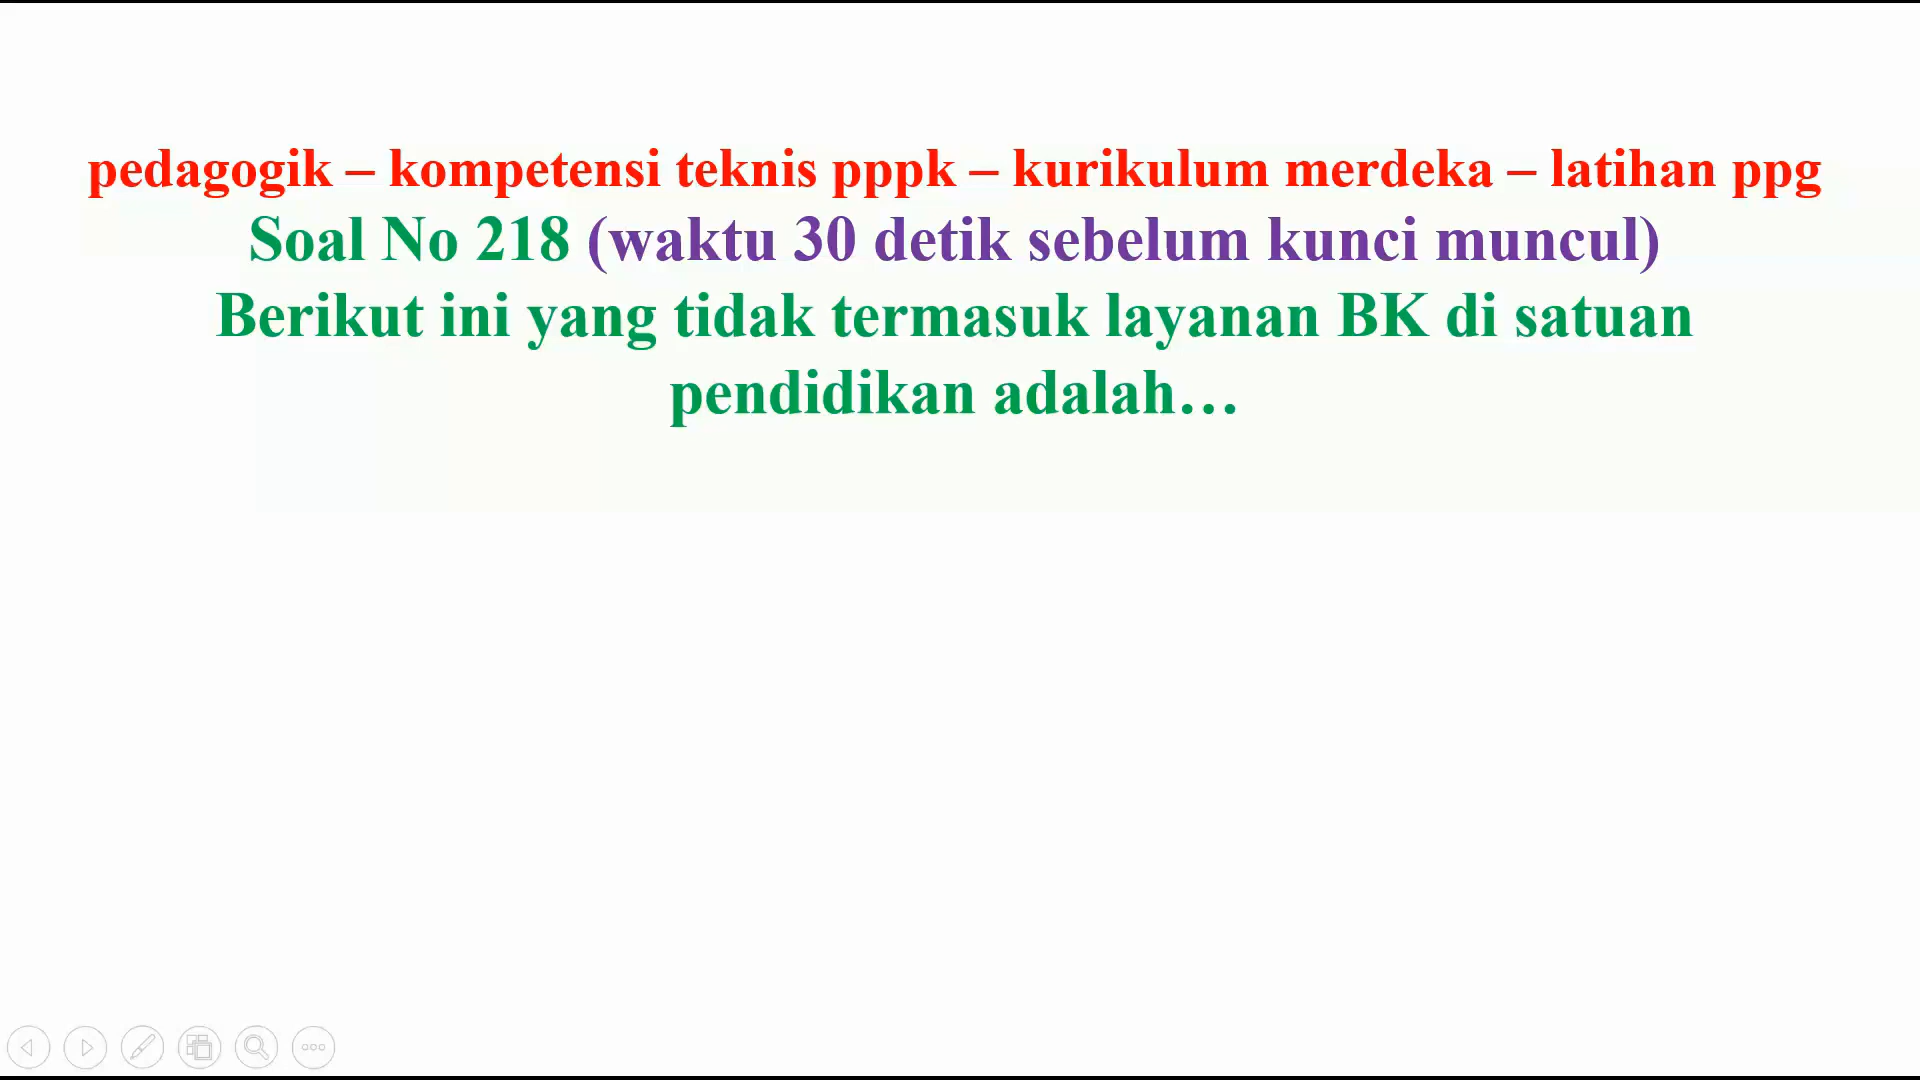 pedagogik – kompetensi teknis pppk – kurikulum merdeka – latihan ppg
Soal No 218 (waktu 30 detik sebelum kunci muncul)
Berikut ini yang tidak termasuk layanan BK di satuan
pendidikan adalah…